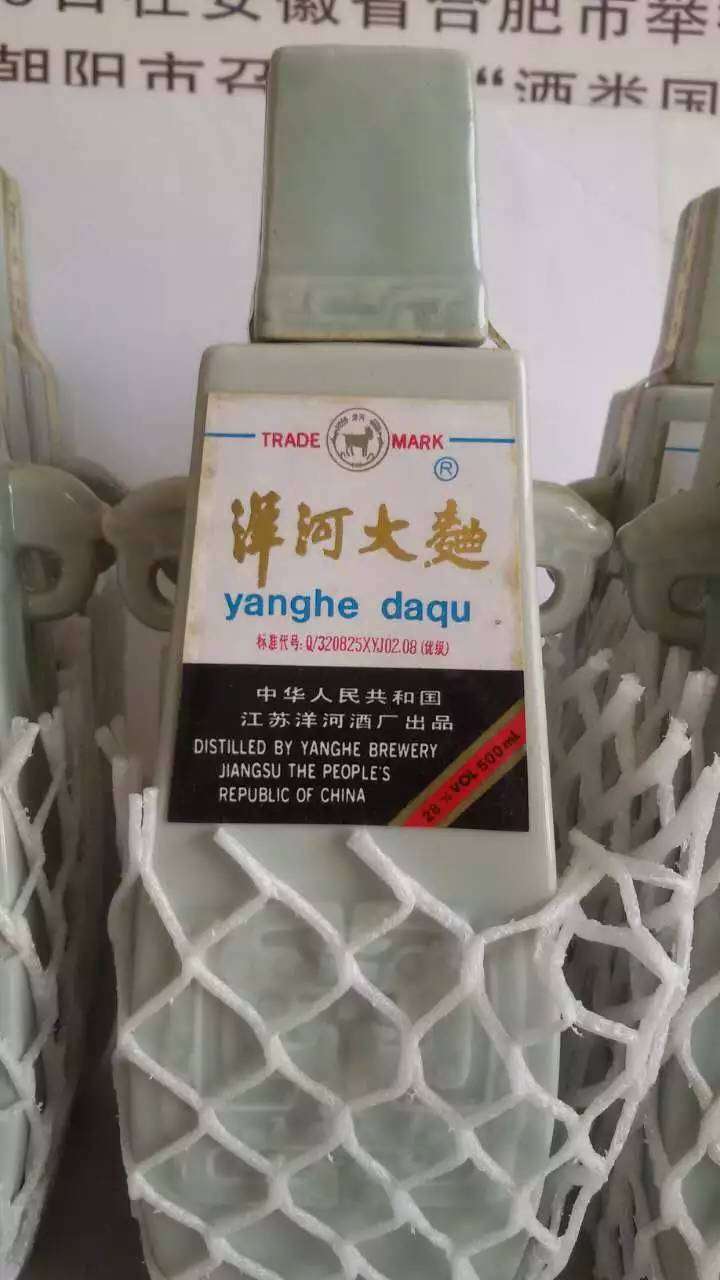 日在安徽省合肥市举
朝阳市召
“酒类国
TRADE MARK
®
洋河大麯
yanghe daqu
标准代号:Q/320825XYJ02.08(优级)
中华人民共和国
江苏洋河酒厂出品
DISTILLED BY YANGHE BREWERY
JIANGSU THE PEOPLE'S
REPUBLIC OF CHINA
28 % VOL 500 mL